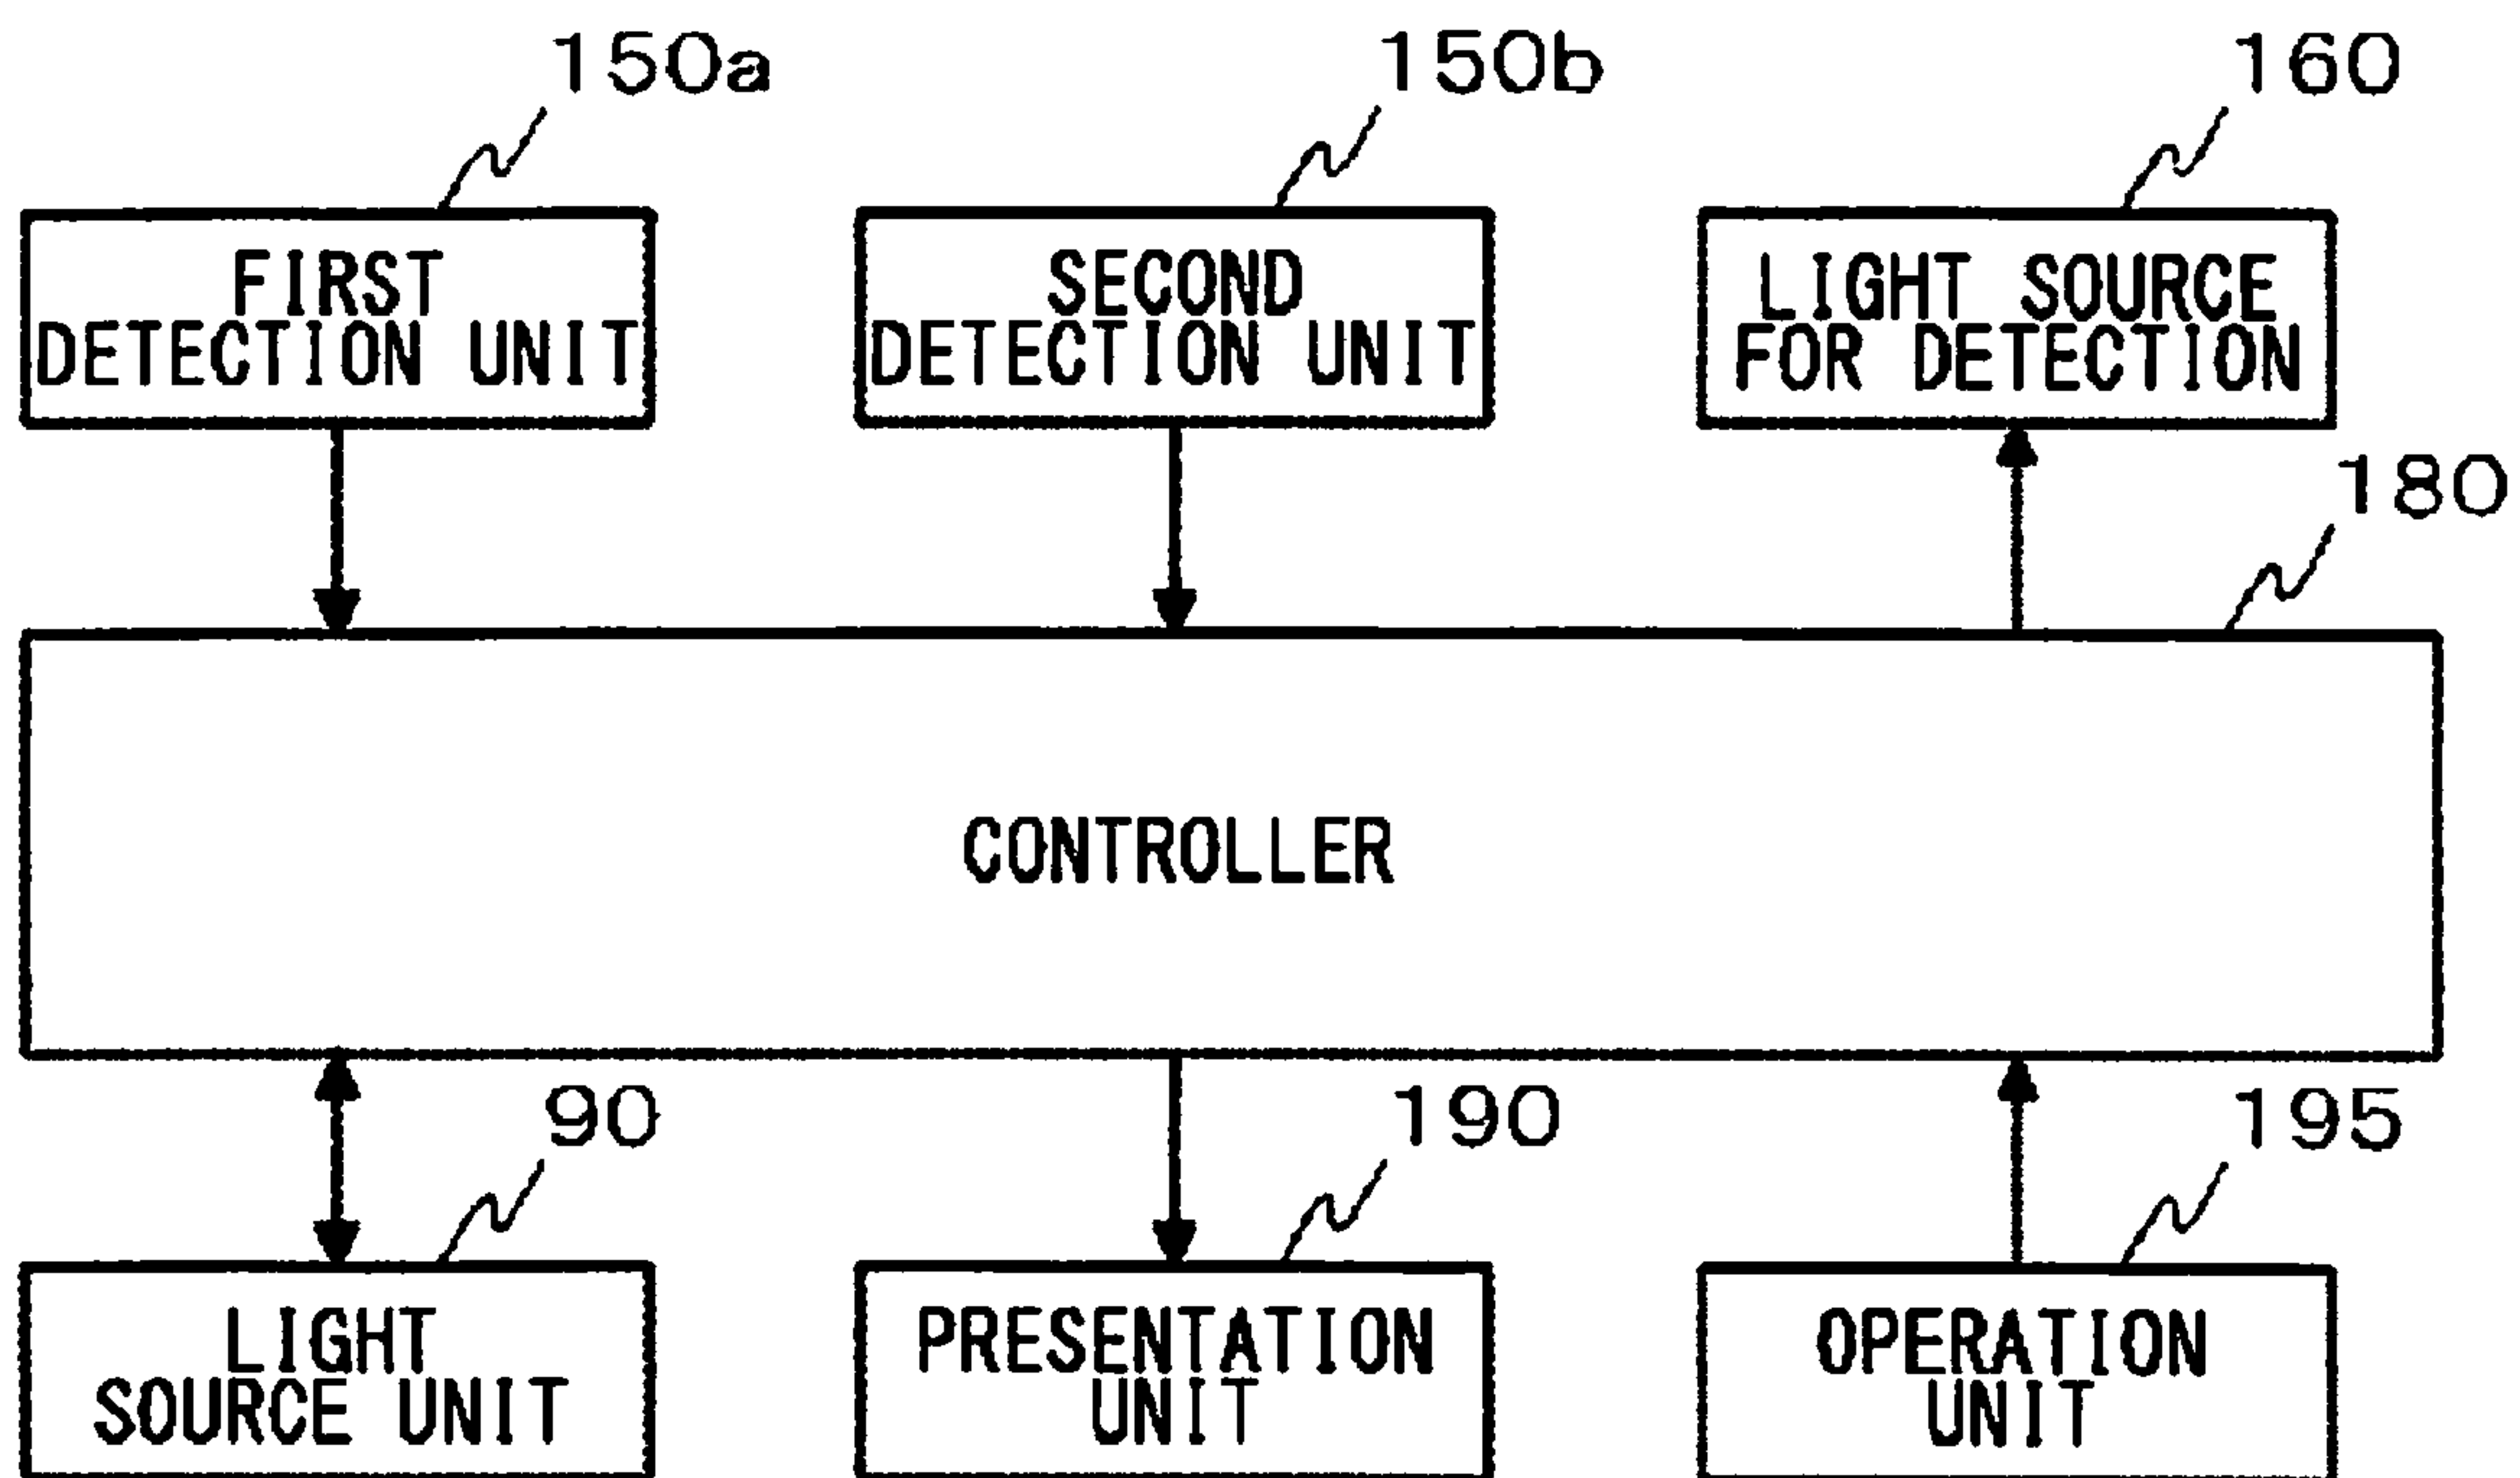 150a
150b
160
FIRST
DETECTION UNIT
SECOND
DETECTION UNIT
LIGHT SOURCE
FOR DETECTION
180
CONTROLLER
90
190
195
LIGHT
SOURCE UNIT
PRESENTATION
UNIT
OPERATION
UNIT